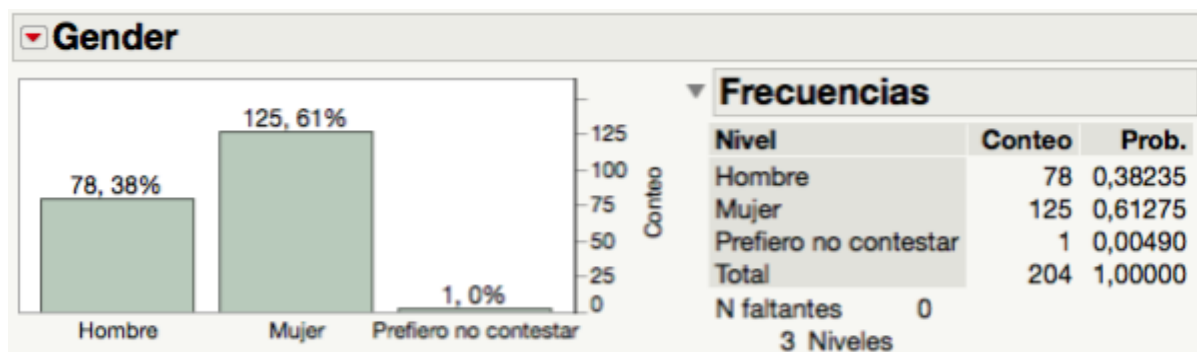 Gender
125, 61%
78, 38%
1, 0%
125
100
75
50
25
0
Conteo
Hombre Mujer Prefiero no contestar
Frecuencias
Nivel Conteo Prob.
Hombre 78 0,38235
Mujer 125 0,61275
Prefiero no contestar 1 0,00490
Total 204 1,00000
N faltantes 0
3 Niveles